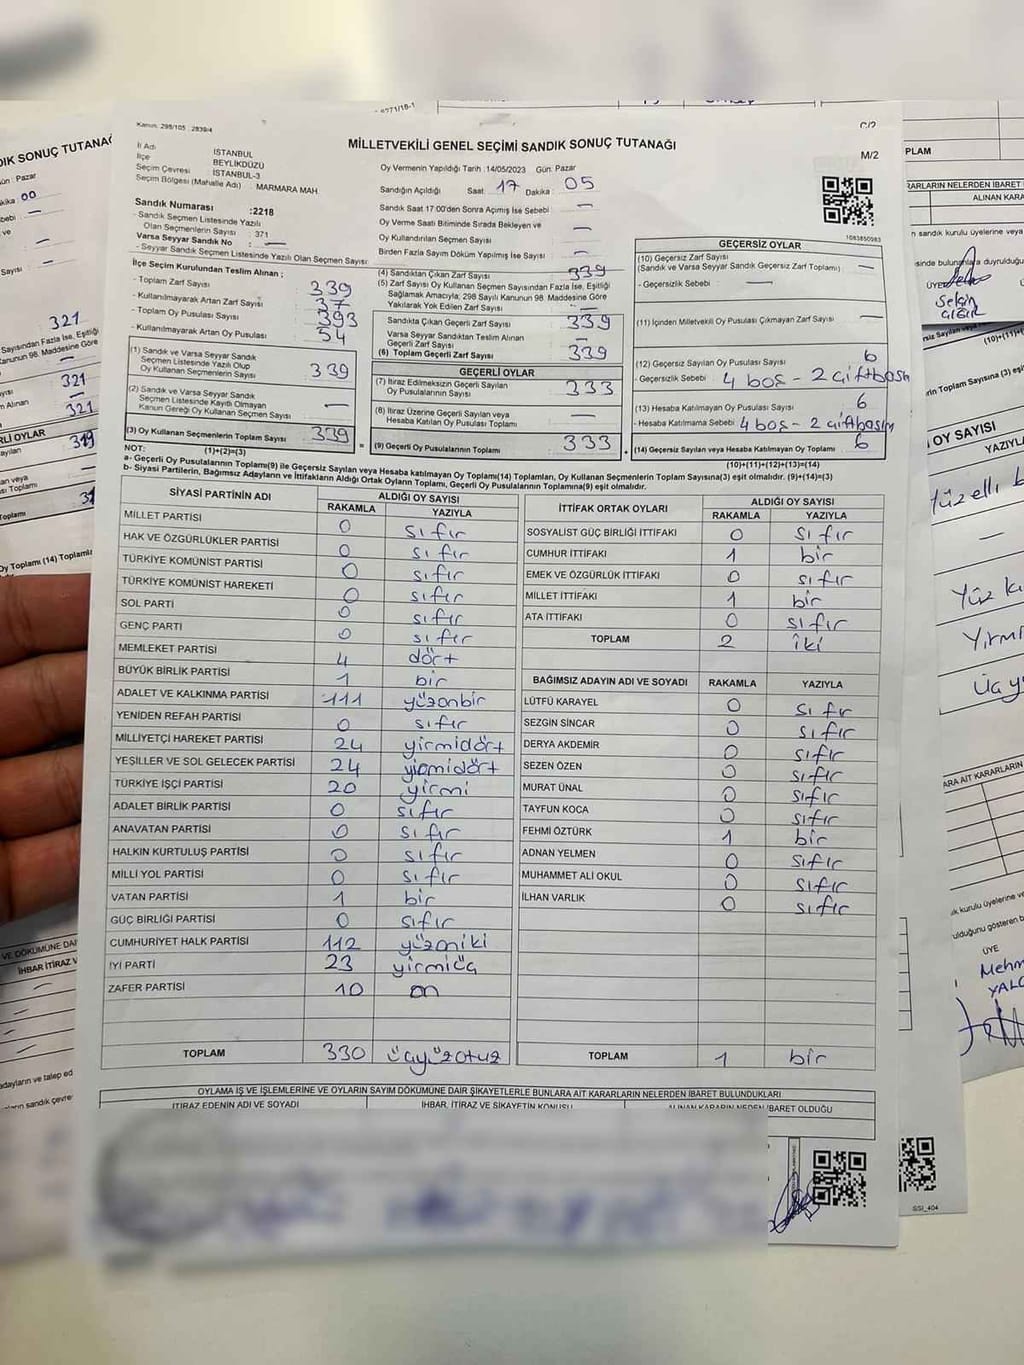 Kanun: 298/105 : 2839/4
C/2
MİLLETVEKİLİ GENEL SEÇİMİ SANDIK SONUÇ TUTANAĞI
M/2
İl Adı : İSTANBUL
İlçe : BEYLİKDÜZÜ
Seçim Çevresi : İSTANBUL-3
Seçim Bölgesi (Mahalle Adı) : MARMARA MAH.
Sandık Numarası :2218
- Sandık Seçmen Listesinde Yazılı
Olan Seçmenlerin Sayısı : 371
Varsa Seyyar Sandık No : —
- Seyyar Sandık Seçmen Listesinde Yazılı Olan Seçmen Sayısı
İlçe Seçim Kurulundan Teslim Alınan ;
- Toplam Zarf Sayısı : 339
- Kullanılmayarak Artan Zarf Sayısı : 37
- Toplam Oy Pusulası Sayısı : 393
- Kullanılmayarak Artan Oy Pusulası : 54
(1) Sandık ve Varsa Seyyar Sandık
Seçmen Listesinde Yazılı Olup
Oy Kullanan Seçmenlerin Sayısı : 339
(2) Sandık ve Varsa Seyyar Sandık
Seçmen Listesinde Kayıtlı Olmayan
Kanun Gereği Oy Kullanan Seçmen Sayısı : —
(3) Oy Kullanan Seçmenlerin Toplam Sayısı : 339
(1)+(2)=(3)
Oy Vermenin Yapıldığı Tarih :14/05/2023 Gün: Pazar
Sandığın Açıldığı Saat 17 Dakika 05
Sandık Saat 17:00'den Sonra Açılmış İse Sebebi : —
Oy Verme Saati Bitiminde Sırada Bekleyen ve
Oy Kullandırılan Seçmen Sayısı : —
Birden Fazla Sayım Döküm Yapılmış İse Sayısı : —
(4) Sandıktan Çıkan Zarf Sayısı : 339
(5) Zarf Sayısı Oy Kullanan Seçmen Sayısından Fazla İse, Eşitliği
Sağlamak Amacıyla; 298 Sayılı Kanunun 98. Maddesine Göre
Yakılarak Yok Edilen Zarf Sayısı : —
Sandıkta Çıkan Geçerli Zarf Sayısı : 339
Varsa Seyyar Sandıktan Teslim Alınan
Geçerli Zarf Sayısı : —
(6) Toplam Geçerli Zarf Sayısı : 339
GEÇERLİ OYLAR
(7) İtiraz Edilmeksizin Geçerli Sayılan
Oy Pusulalarının Sayısı : 333
(8) İtiraz Üzerine Geçerli Sayılan veya
Hesaba Katılan Oy Pusulası Toplamı : —
(9) Geçerli Oy Pusulalarının Toplamı : 333
1083850983
GEÇERSİZ OYLAR
(10) Geçersiz Zarf Sayısı
(Sandık ve Varsa Seyyar Sandık Geçersiz Zarf Toplamı) : —
- Geçersizlik Sebebi : —
(11) İçinden Milletvekili Oy Pusulası Çıkmayan Zarf Sayısı : —
(12) Geçersiz Sayılan Oy Pusulası Sayısı : 6
- Geçersizlik Sebebi : 4 boş - 2 çiftbasım
(13) Hesaba Katılmayan Oy Pusulası Sayısı : 6
- Hesaba Katılmama Sebebi : 4 boş - 2 çiftbasım
(14) Geçersiz Sayılan veya Hesaba Katılmayan Oy Toplamı : 6
(10)+(11)+(12)+(13)=(14)
NOT:
a- Geçerli Oy Pusulalarının Toplamı(9) ile Geçersiz Sayılan veya Hesaba katılmayan Oy Toplamı(14) Toplamları, Oy Kullanan Seçmenlerin Toplam Sayısına(3) eşit olmalıdır. (9)+(14)=(3)
b- Siyasi Partilerin, Bağımsız Adayların ve İttifakların Aldığı Ortak Oyların Toplamı, Geçerli Oy Pusulalarının Toplamına(9) eşit olmalıdır.
SİYASİ PARTİNİN ADI ALDIĞI OY SAYISI
RAKAMLA YAZIYLA
MİLLET PARTİSİ 0 sıfır
HAK VE ÖZGÜRLÜKLER PARTİSİ 0 sıfır
TÜRKİYE KOMÜNİST PARTİSİ 0 sıfır
TÜRKİYE KOMÜNİST HAREKETİ 0 sıfır
SOL PARTİ 0 sıfır
GENÇ PARTİ 0 sıfır
MEMLEKET PARTİSİ 4 dört
BÜYÜK BİRLİK PARTİSİ 1 bir
ADALET VE KALKINMA PARTİSİ 111 yüzonbir
YENİDEN REFAH PARTİSİ 0 sıfır
MİLLİYETÇİ HAREKET PARTİSİ 24 yirmidört
YEŞİLLER VE SOL GELECEK PARTİSİ 24 yirmidört
TÜRKİYE İŞÇİ PARTİSİ 20 yirmi
ADALET BİRLİK PARTİSİ 0 sıfır
ANAVATAN PARTİSİ 0 sıfır
HALKIN KURTULUŞ PARTİSİ 0 sıfır
MİLLİ YOL PARTİSİ 0 sıfır
VATAN PARTİSİ 1 bir
GÜÇ BİRLİĞİ PARTİSİ 0 sıfır
CUMHURİYET HALK PARTİSİ 112 yüzoniki
İYİ PARTİ 23 yirmiüç
ZAFER PARTİSİ 10 on
TOPLAM 330 üçyüzotuz
İTTİFAK ORTAK OYLARI ALDIĞI OY SAYISI
RAKAMLA YAZIYLA
SOSYALİST GÜÇ BİRLİĞİ İTTİFAKI 0 sıfır
CUMHUR İTTİFAKI 1 bir
EMEK VE ÖZGÜRLÜK İTTİFAKI 0 sıfır
MİLLET İTTİFAKI 1 bir
ATA İTTİFAKI 0 sıfır
TOPLAM 2 iki
BAĞIMSIZ ADAYIN ADI VE SOYADI RAKAMLA YAZIYLA
LÜTFÜ KARAYEL 0 sıfır
SEZGİN SİNCAR 0 sıfır
DERYA AKDEMİR 0 sıfır
SEZEN ÖZEN 0 sıfır
MURAT ÜNAL 0 sıfır
TAYFUN KOCA 0 sıfır
FEHMİ ÖZTÜRK 1 bir
ADNAN YELMEN 0 sıfır
MUHAMMET ALİ OKUL 0 sıfır
İLHAN VARLIK 0 sıfır
TOPLAM 1 bir
OYLAMA İŞ VE İŞLEMLERİNE VE OYLARIN SAYIM DÖKÜMÜNE DAİR ŞİKAYETLERLE BUNLARA AİT KARARLARIN NELERDEN İBARET BULUNDUKLARI
İTİRAZ EDENİN ADI VE SOYADI İHBAR, İTİRAZ VE ŞİKAYETİN KONUSU ALINAN KARARIN NEDEN İBARET OLDUĞU
SSI_404